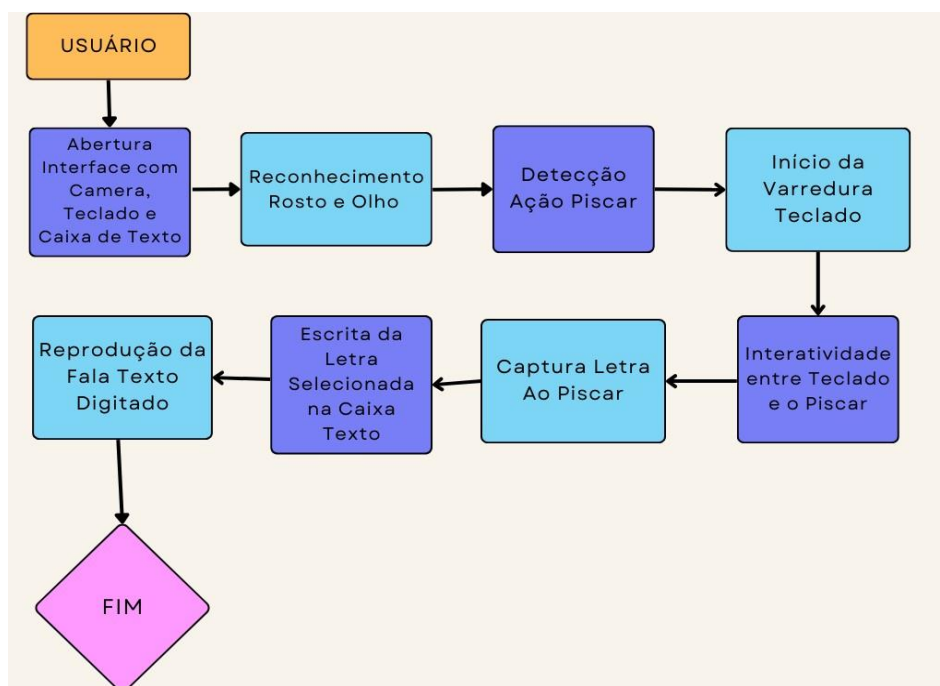 USUÁRIO
Abertura
Interface com
Camera,
Teclado e
Caixa de Texto
Reconhecimento
Rosto e Olho
Detecção
Ação Piscar
Início da
Varredura
Teclado
Interatividade
entre Teclado
e o Piscar
Captura Letra
Ao Piscar
Escrita da
Letra
Selecionada
na Caixa
Texto
Reprodução da
Fala Texto
Digitado
FIM